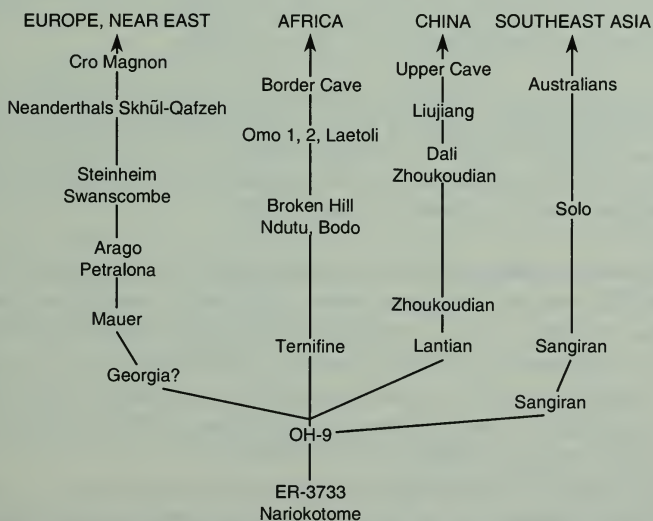 EUROPE, NEAR EAST
Cro Magnon
Neanderthals Skhūl-Qafzeh
Steinheim
Swanscombe
Arago
Petralona
Mauer
Georgia?
AFRICA
Border Cave
Omo 1, 2, Laetoli
Broken Hill
Ndutu, Bodo
Ternifine
OH-9
ER-3733
Nariokotome
CHINA
Upper Cave
Liujiang
Dali
Zhoukoudian
Zhoukoudian
Lantian
SOUTHEAST ASIA
Australians
Solo
Sangiran
Sangiran